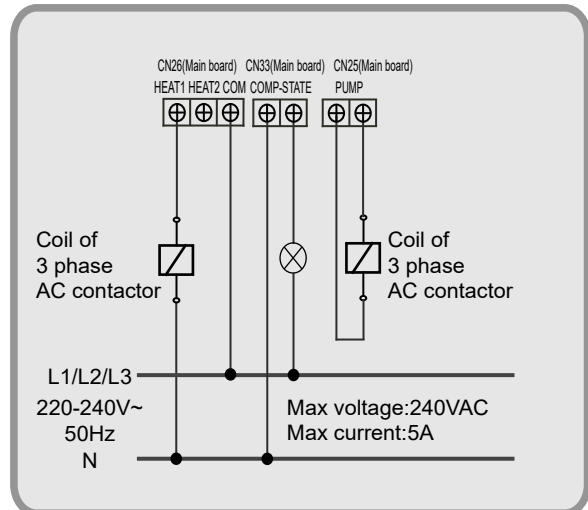 CN26(Main board) CN33(Main board) CN25(Main board)
HEAT1 HEAT2 COM COMP-STATE PUMP
Coil of
3 phase
AC contactor
Coil of
3 phase
AC contactor
L1/L2/L3
220-240V~
50Hz
N
Max voltage:240VAC
Max current:5A